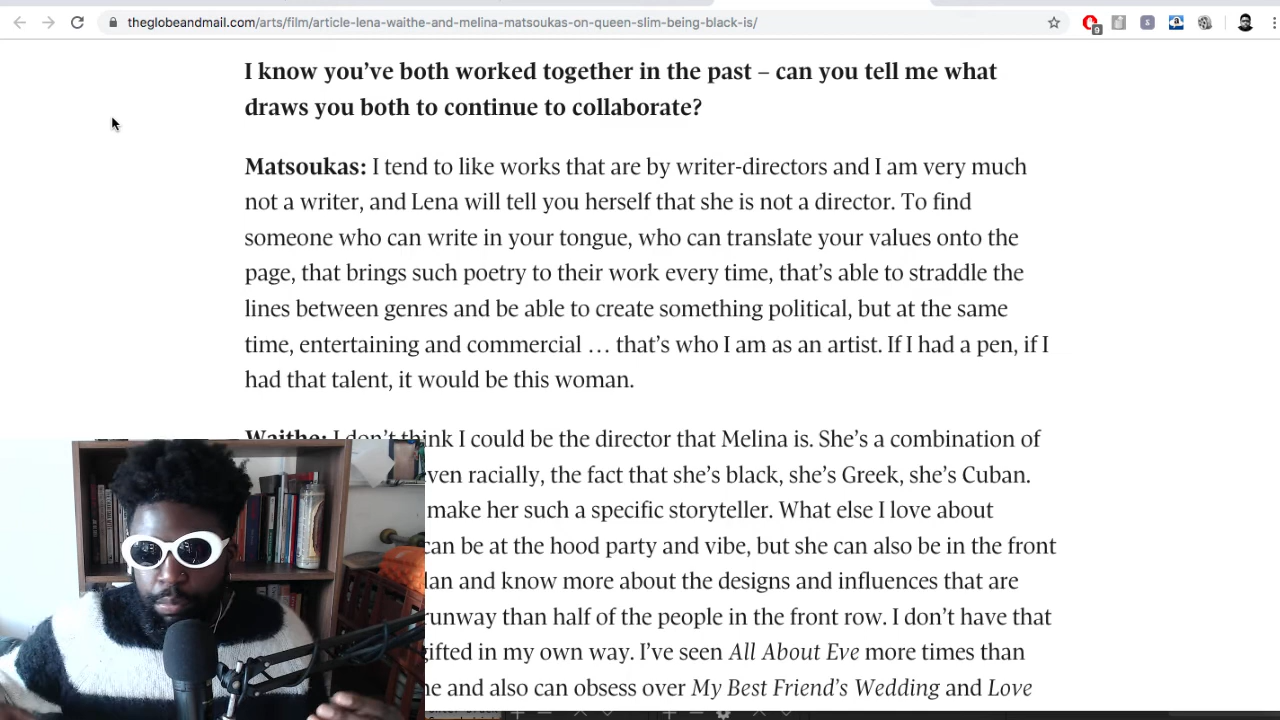 theglobeandmail.com/arts/film/article-lena-waithe-and-melina-matsoukas-on-queen-slim-being-black-is/
9
I know you've both worked together in the past – can you tell me what
draws you both to continue to collaborate?
Matsoukas: I tend to like works that are by writer-directors and I am very much
not a writer, and Lena will tell you herself that she is not a director. To find
someone who can write in your tongue, who can translate your values onto the
page, that brings such poetry to their work every time, that's able to straddle the
lines between genres and be able to create something political, but at the same
time, entertaining and commercial … that's who I am as an artist. If I had a pen, if I
had that talent, it would be this woman.
Waithe: I don't think I could be the director that Melina is. She's a combination of
ven racially, the fact that she's black, she's Greek, she's Cuban.
make her such a specific storyteller. What else I love about
can be at the hood party and vibe, but she can also be in the front
lan and know more about the designs and influences that are
runway than half of the people in the front row. I don't have that
gifted in my own way. I've seen All About Eve more times than
ne and also can obsess over My Best Friend's Wedding and Love